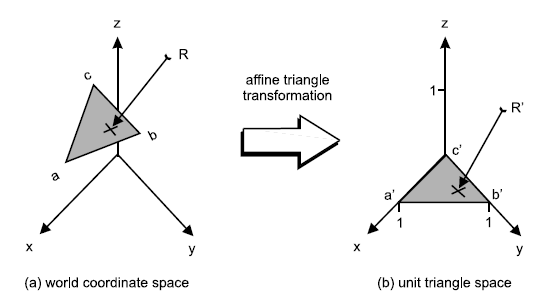 z
R
c
b
a
x
y
(a) world coordinate space
affine triangle
transformation
z
1
R'
c'
a'
b'
1
1
x
y
(b) unit triangle space